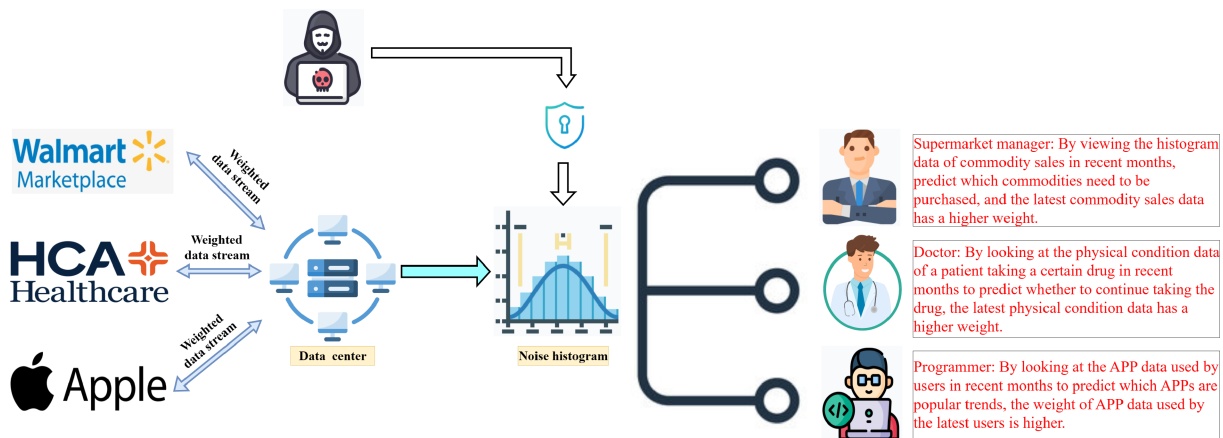 Walmart
Marketplace
Weighted
data stream
HCA
Healthcare
Weighted
data stream
Apple
Weighted
data stream
Data center
Noise histogram
Supermarket manager: By viewing the histogram
data of commodity sales in recent months,
predict which commodities need to be
purchased, and the latest commodity sales data
has a higher weight.
Doctor: By looking at the physical condition data
of a patient taking a certain drug in recent
months to predict whether to continue taking the
drug, the latest physical condition data has a
higher weight.
Programmer: By looking at the APP data used by
users in recent months to predict which APPs are
popular trends, the weight of APP data used by
the latest users is higher.